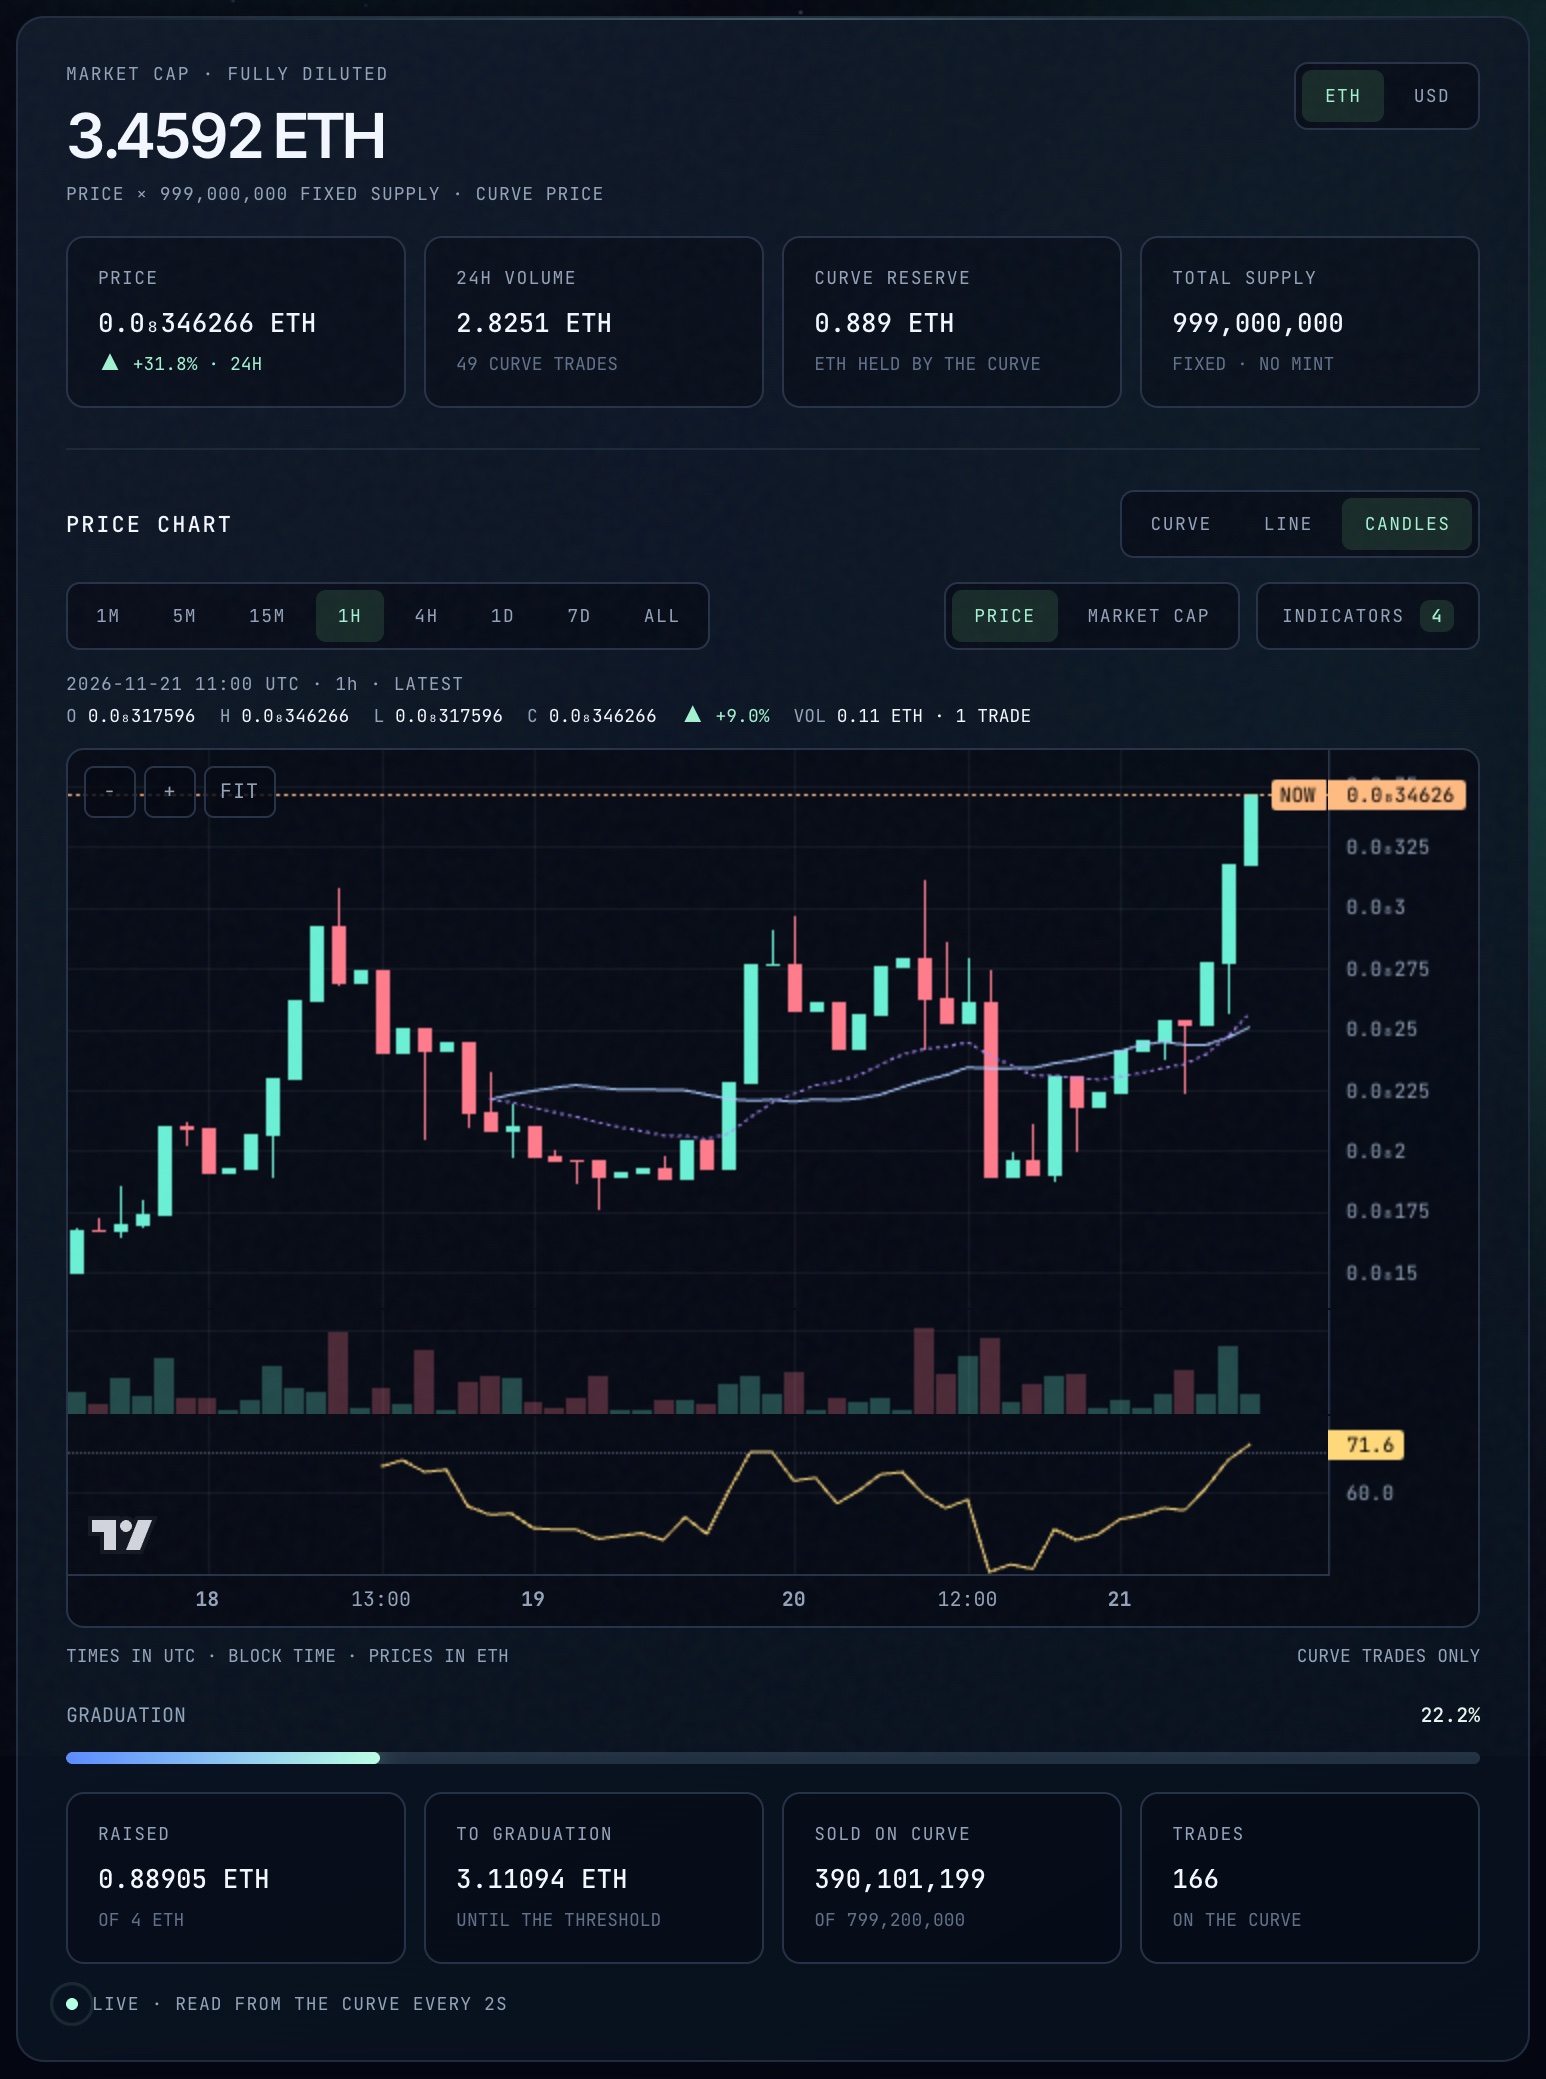 MARKET CAP · FULLY DILUTED
3.4592 ETH
ETH USD
PRICE × 999,000,000 FIXED SUPPLY · CURVE PRICE
PRICE
0.0₈346266 ETH
▲ +31.8% · 24H
24H VOLUME
2.8251 ETH
49 CURVE TRADES
CURVE RESERVE
0.889 ETH
ETH HELD BY THE CURVE
TOTAL SUPPLY
999,000,000
FIXED · NO MINT
PRICE CHART
CURVE LINE CANDLES
1M 5M 15M 1H 4H 1D 7D ALL
PRICE MARKET CAP
INDICATORS 4
2026-11-21 11:00 UTC · 1h · LATEST
O 0.0₈317596 H 0.0₈346266 L 0.0₈317596 C 0.0₈346266 ▲ +9.0% VOL 0.11 ETH · 1 TRADE
- + FIT
NOW 0.0₈34626
0.0₈325
0.0₈3
0.0₈275
0.0₈25
0.0₈225
0.0₈2
0.0₈175
0.0₈15
71.6
60.0
18 13:00 19 20 12:00 21
TIMES IN UTC · BLOCK TIME · PRICES IN ETH
CURVE TRADES ONLY
GRADUATION
22.2%
RAISED
0.88905 ETH
OF 4 ETH
TO GRADUATION
3.11094 ETH
UNTIL THE THRESHOLD
SOLD ON CURVE
390,101,199
OF 799,200,000
TRADES
166
ON THE CURVE
LIVE · READ FROM THE CURVE EVERY 2S